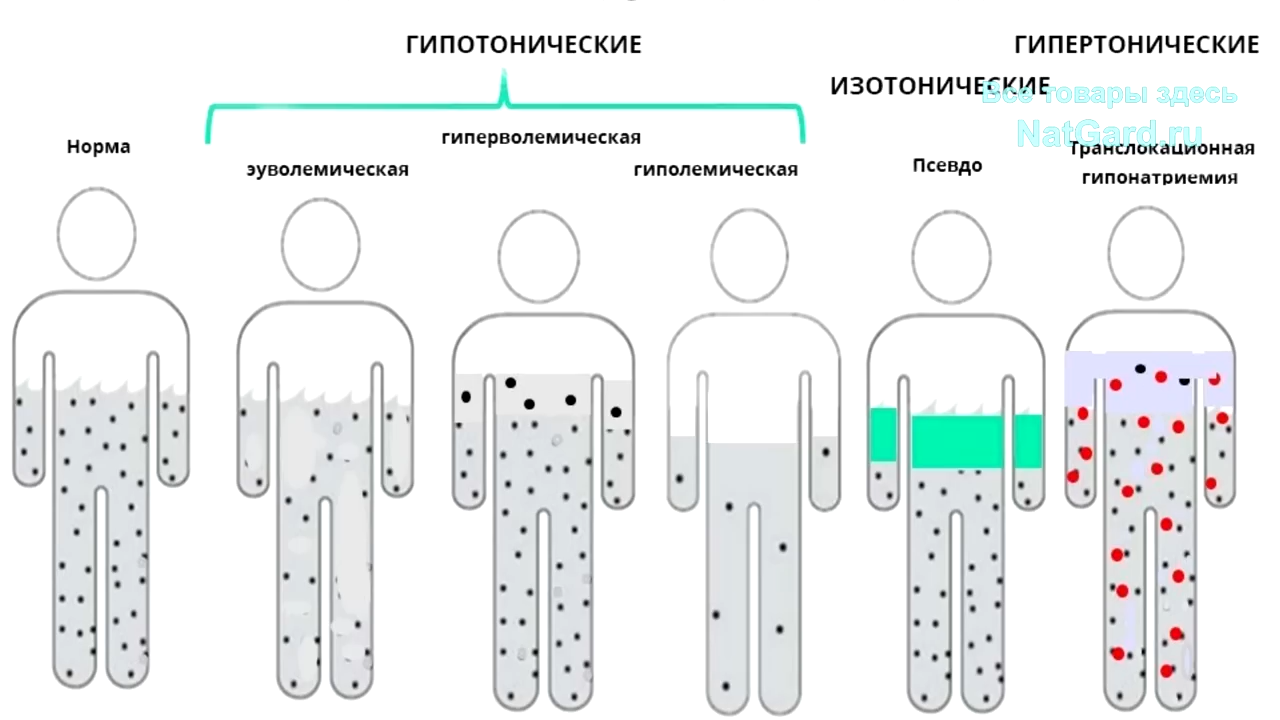 ГИПОТОНИЧЕСКИЕ
ГИПЕРТОНИЧЕСКИЕ
ИЗОТОНИЧЕСКИЕ
Все товары здесь
NatGard.ru
Норма
эуволемическая
гиперволемическая
гиполемическая
Псевдо
Транслокационная
гипонатриемия